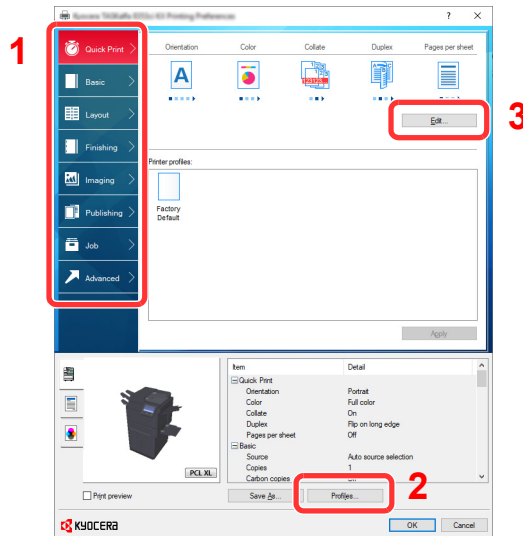 ? ×
1
Quick Print
Basic
Layout
Finishing
Imaging
Publishing
Job
Advanced
Orientation Color Collate Duplex Pages per sheet
A
123123
Edit...
3
Printer profiles:
Factory
Default
Apply
Item Detail
Quick Print
Orientation Portrait
Color Full color
Collate On
Duplex Flip on long edge
Pages per sheet Off
Basic
Source Auto source selection
Copies 1
Carbon copies
PCL XL
2
Print preview
Save As...
Profiles...
KYOCERA
OK
Cancel